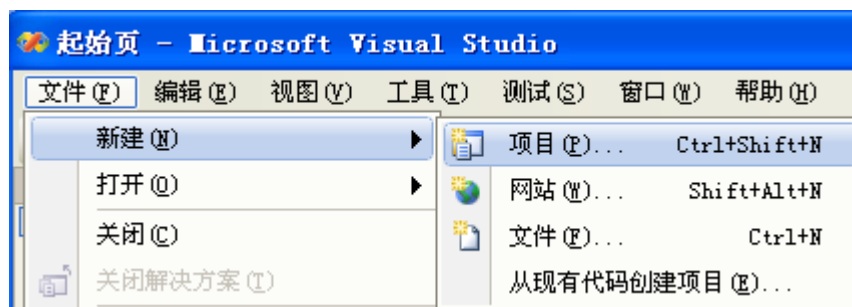 起始页 - Microsoft Visual Studio
文件(F) 编辑(E) 视图(V) 工具(T) 测试(S) 窗口(W) 帮助(H)
新建(N) 项目(P)... Ctrl+Shift+N
打开(O) 网站(W)... Shift+Alt+N
关闭(C) 文件(F)... Ctrl+N
关闭解决方案(T) 从现有代码创建项目(E)...